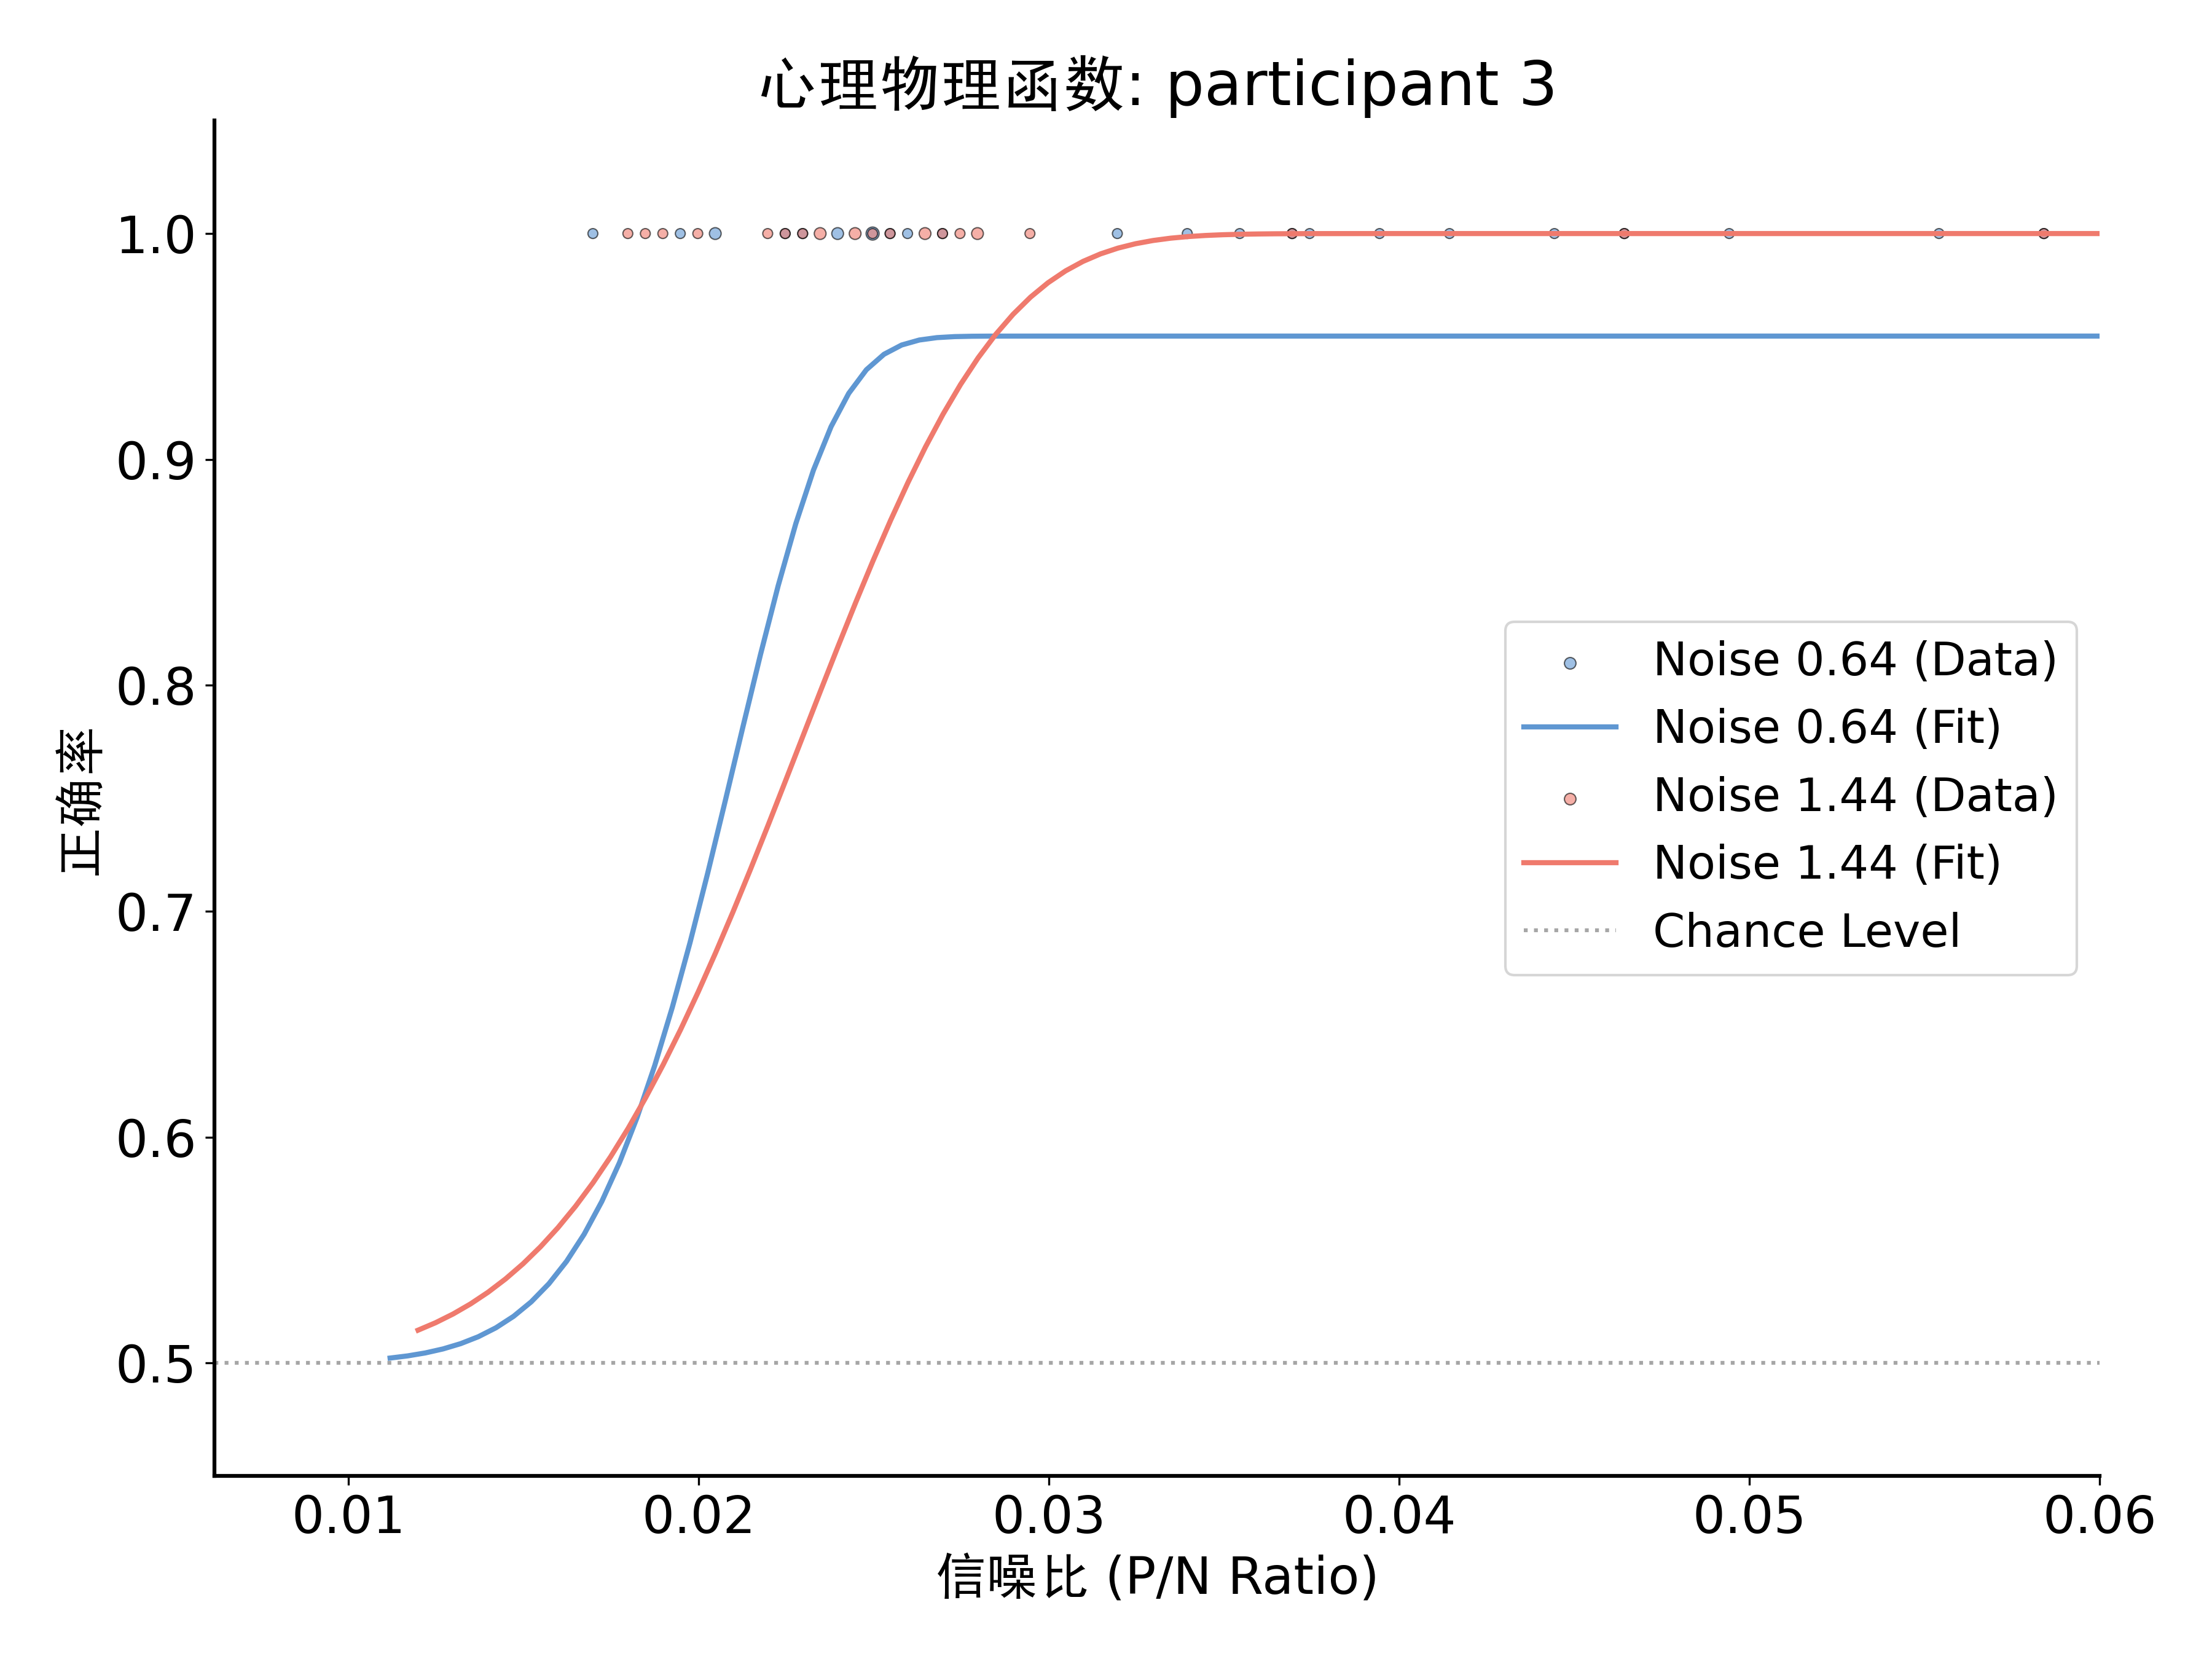 心理物理函数: participant 3
1.0
0.9
0.8
0.7
0.6
0.5
正确率
Noise 0.64 (Data)
Noise 0.64 (Fit)
Noise 1.44 (Data)
Noise 1.44 (Fit)
Chance Level
0.01 0.02 0.03 0.04 0.05 0.06
信噪比 (P/N Ratio)